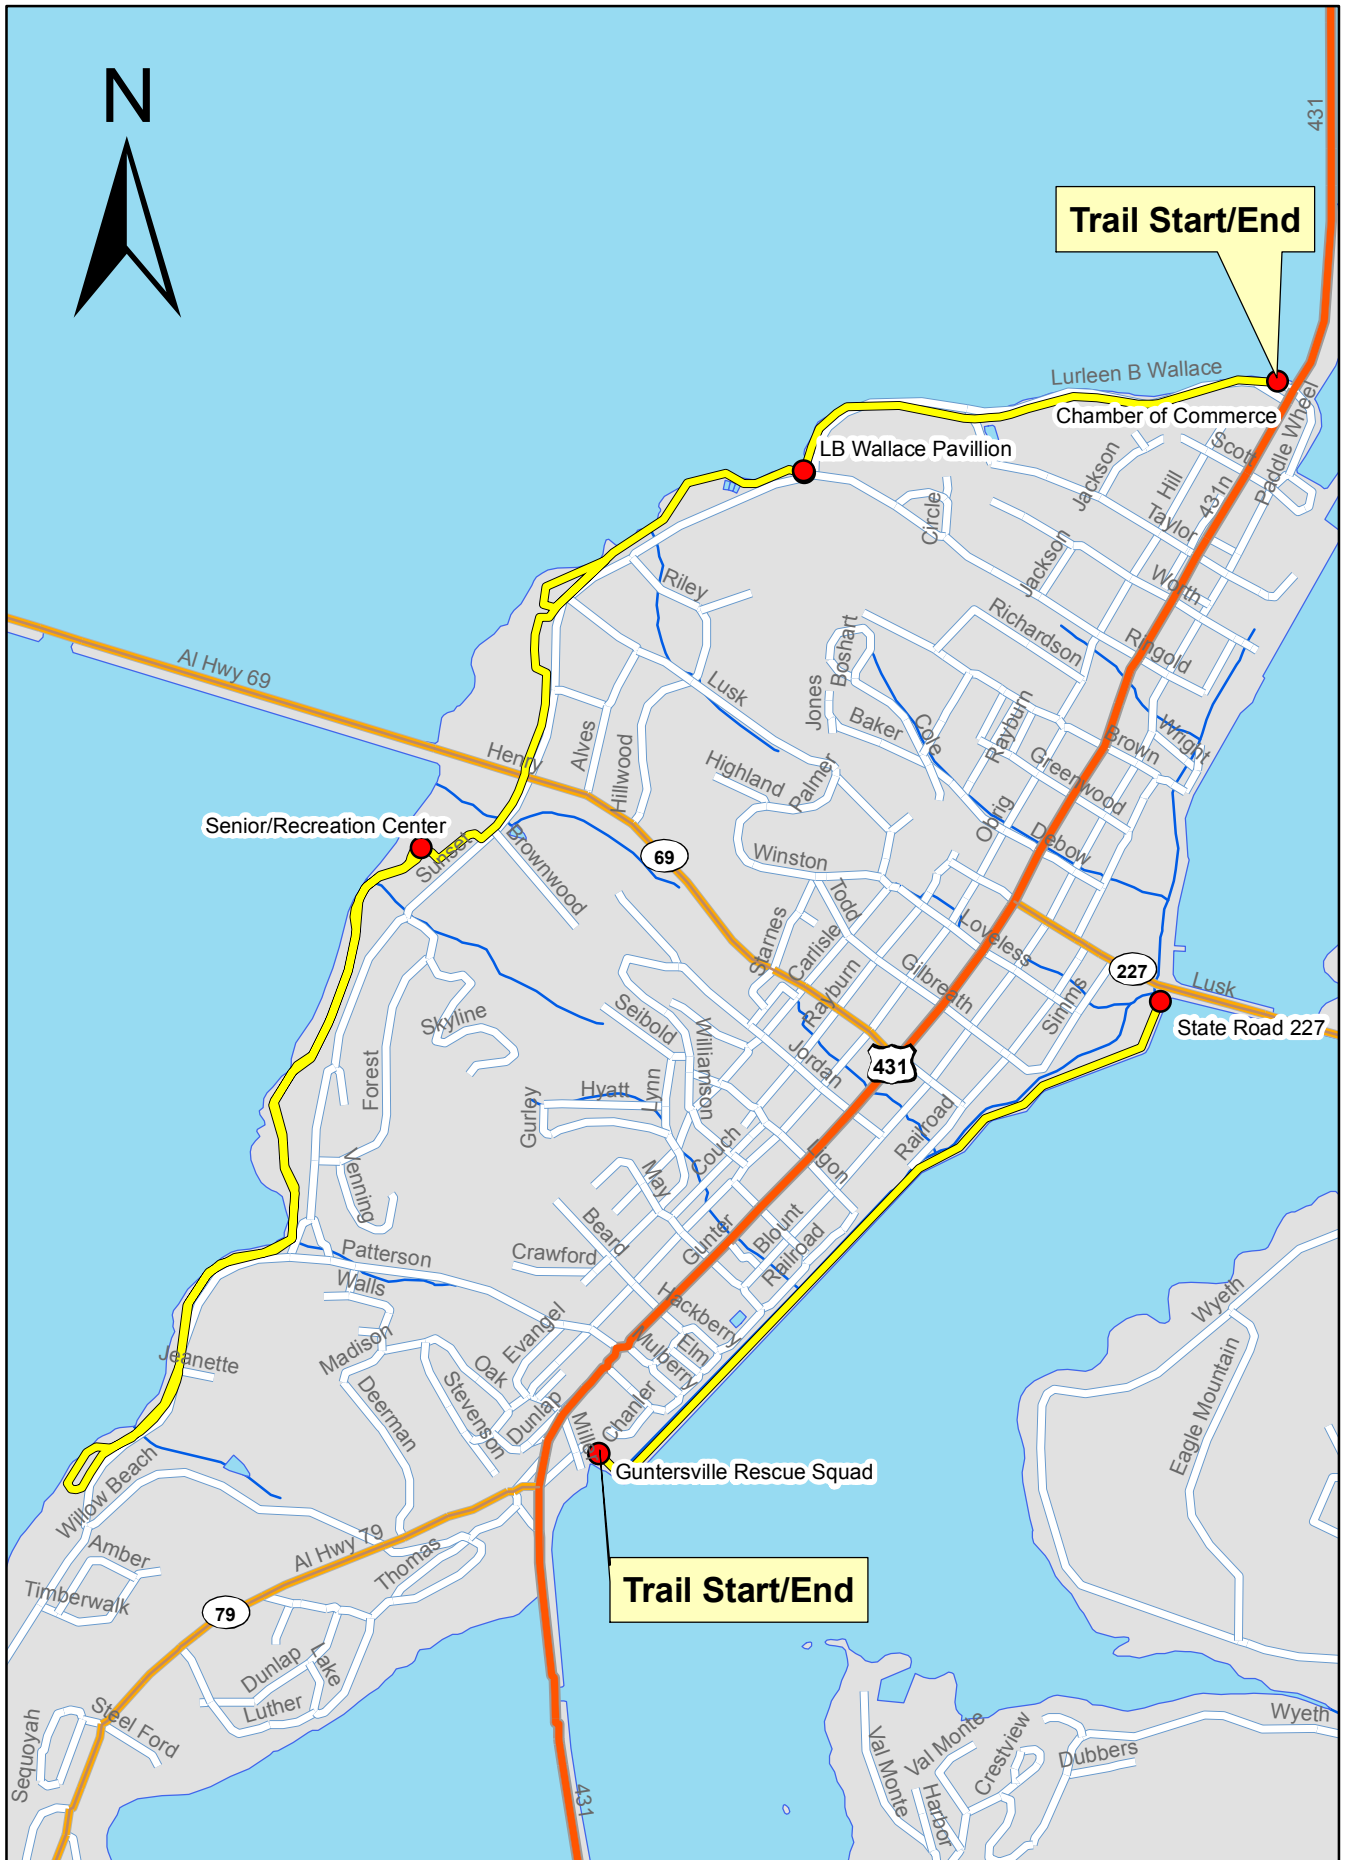 N
431
Trail Start/End
Lurleen B Wallace
Chamber of Commerce
Paddle Wheel
LB Wallace Pavillion
Scott
Jackson
Hill
431n
Circle
Taylor
Jackson
Worth
Riley
Richardson
Ringold
Boshart
Al Hwy 69
Lusk
Jones
Baker
Cole
Rayburn
Brown
Wright
Henry
Alves
Hillwood
Highland
Palmer
Greenwood
Obrig
Debow
Senior/Recreation Center
Sunset
Brownwood
69
Winston
Todd
Starnes
Carlisle
Loveless
Gilbreath
227
Lusk
Rayburn
Simms
State Road 227
Skyline
Seibold
Williamson
Jordan
431
Forest
Hyatt
Lynn
Gurley
Railroad
Couch
Ligon
Venning
May
Beard
Gunter
Blount
Railroad
Patterson
Crawford
Walls
Hackberry
Wyeth
Evangel
Madison
Mulberry
Elm
Jeanette
Oak
Eagle Mountain
Deerman
Stevenson
Dunlap
Miller
Chanler
Guntersville Rescue Squad
Willow Beach
Al Hwy 79
Amber
Thomas
Timberwalk
79
Trail Start/End
Dunlap
Lake
Luther
Steel Ford
Sequoyah
Wyeth
Val Monte
Val Monte
Crestview
Dubbers
Harbor
431